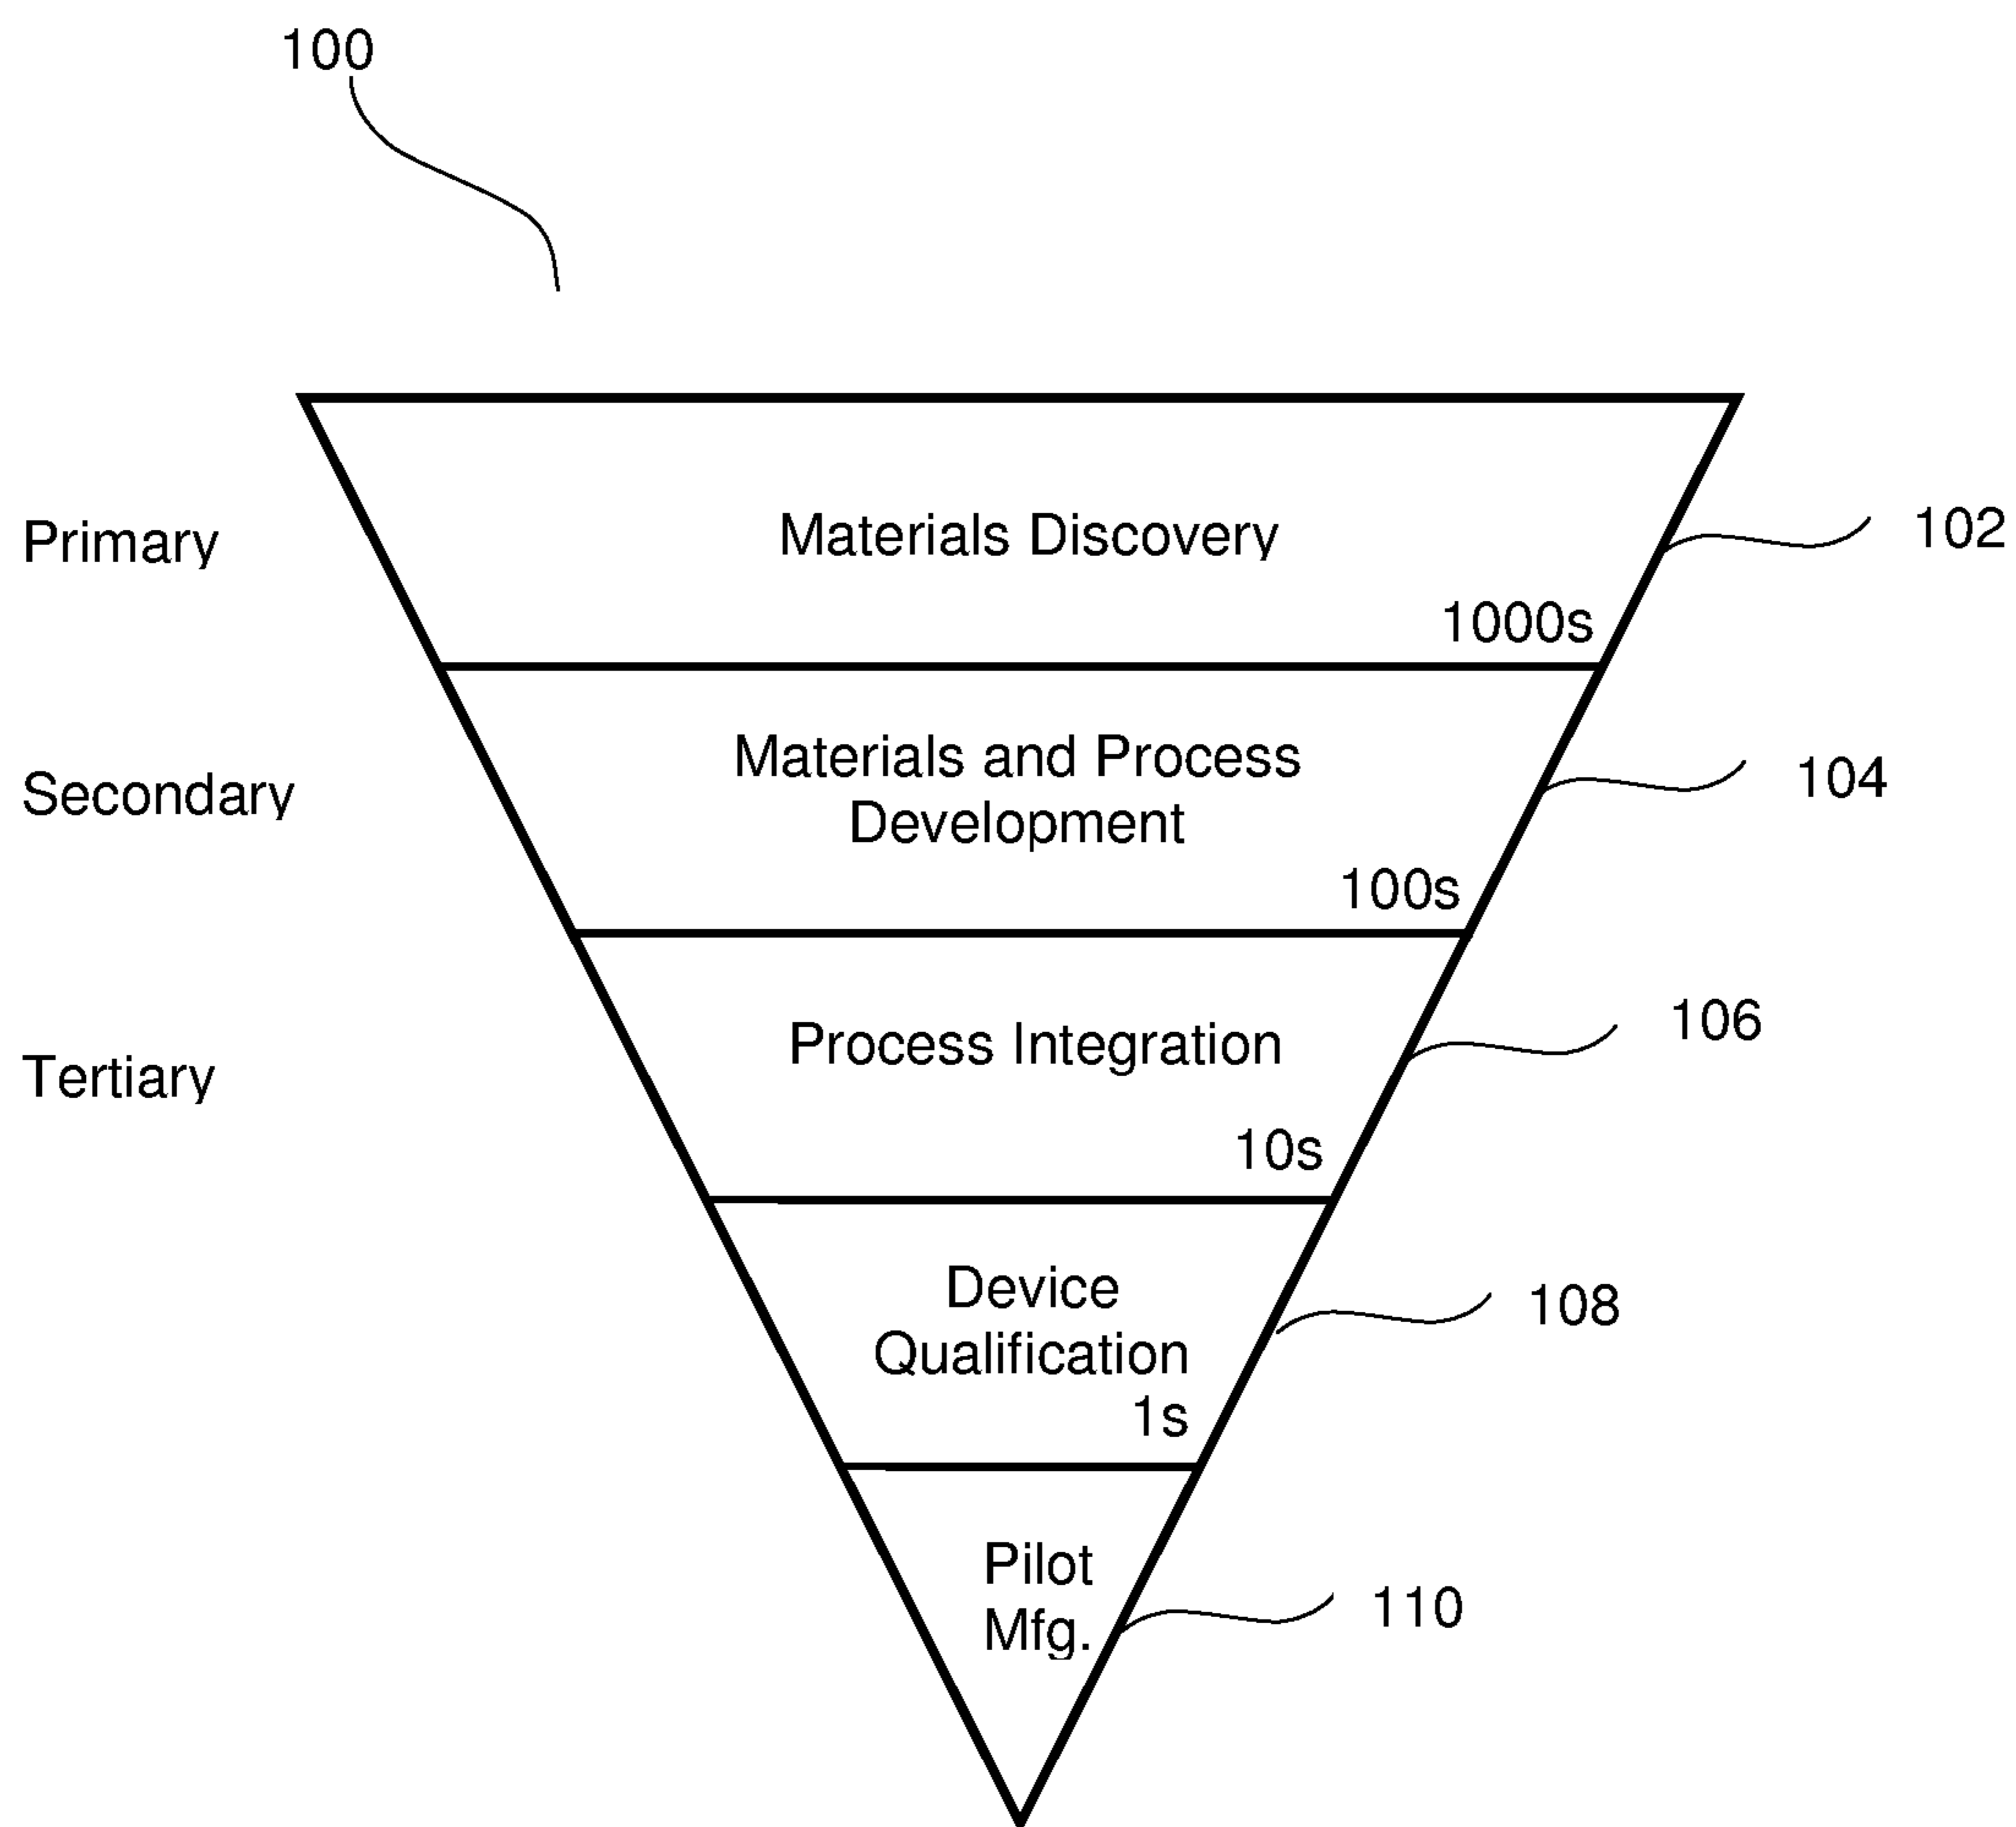 100
Primary
Materials Discovery
102
1000s
Secondary
Materials and Process
Development
104
100s
Tertiary
Process Integration
106
10s
Device
Qualification
108
1s
Pilot
Mfg.
110